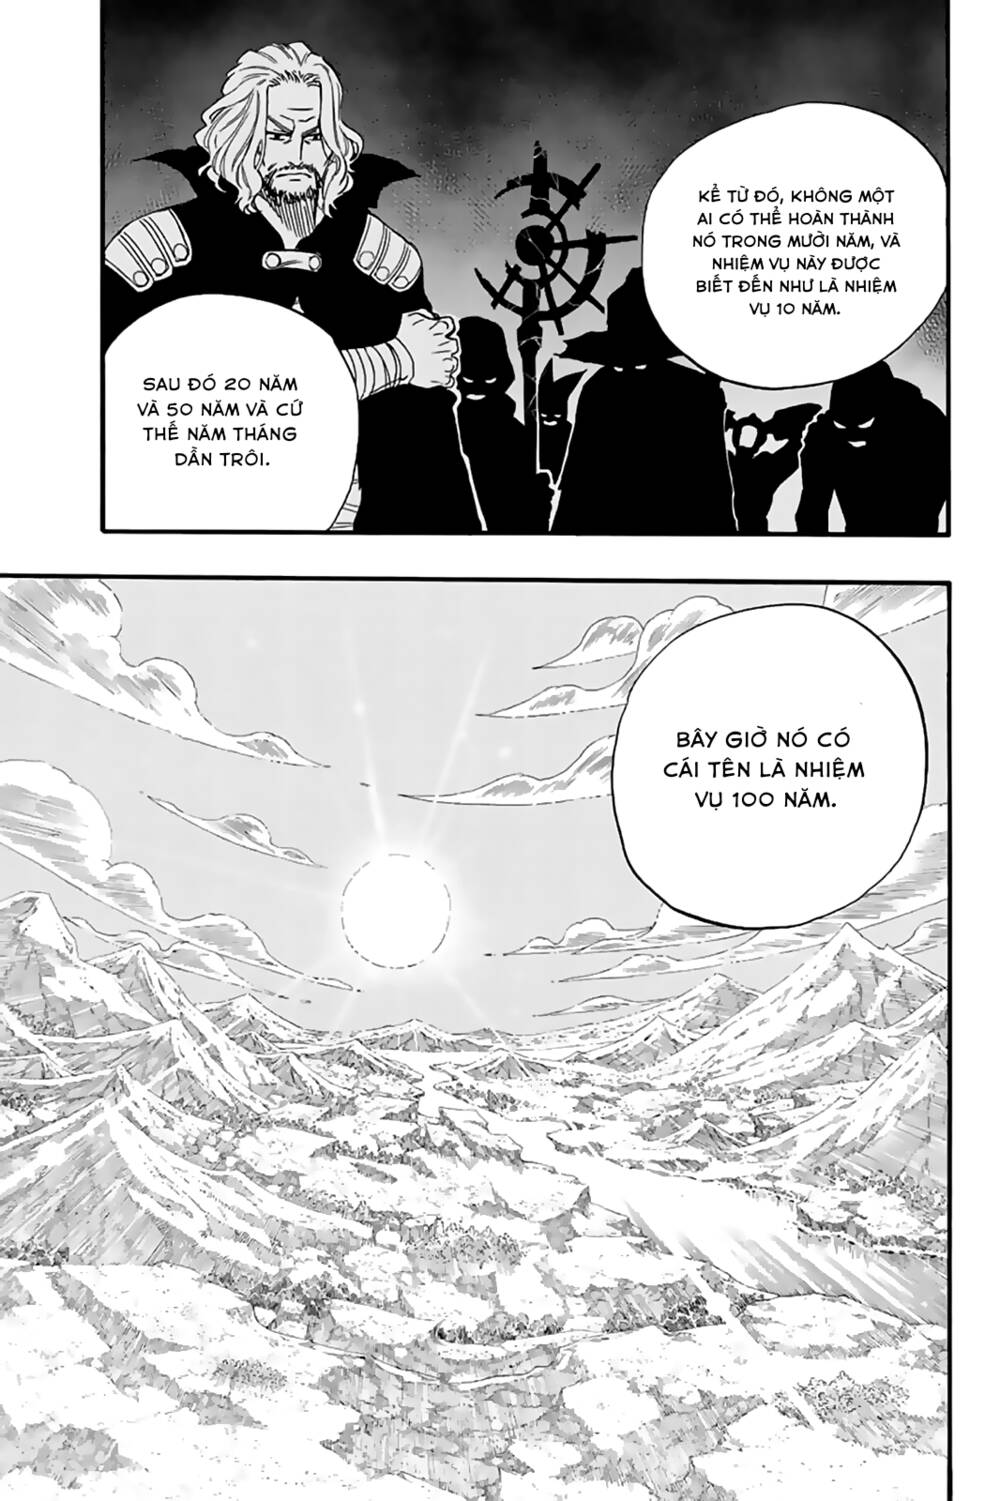 KỂ TỪ ĐÓ, KHÔNG MỘT
AI CÓ THỂ HOÀN THÀNH
NÓ TRONG MƯỜI NĂM, VÀ
NHIỆM VỤ NÀY ĐƯỢC
BIẾT ĐẾN NHƯ LÀ NHIỆM
VỤ 10 NĂM.
SAU ĐÓ 20 NĂM
VÀ 50 NĂM VÀ CỨ
THẾ NĂM THÁNG
DẦN TRÔI.
BÂY GIỜ NÓ CÓ
CÁI TÊN LÀ NHIỆM
VỤ 100 NĂM.